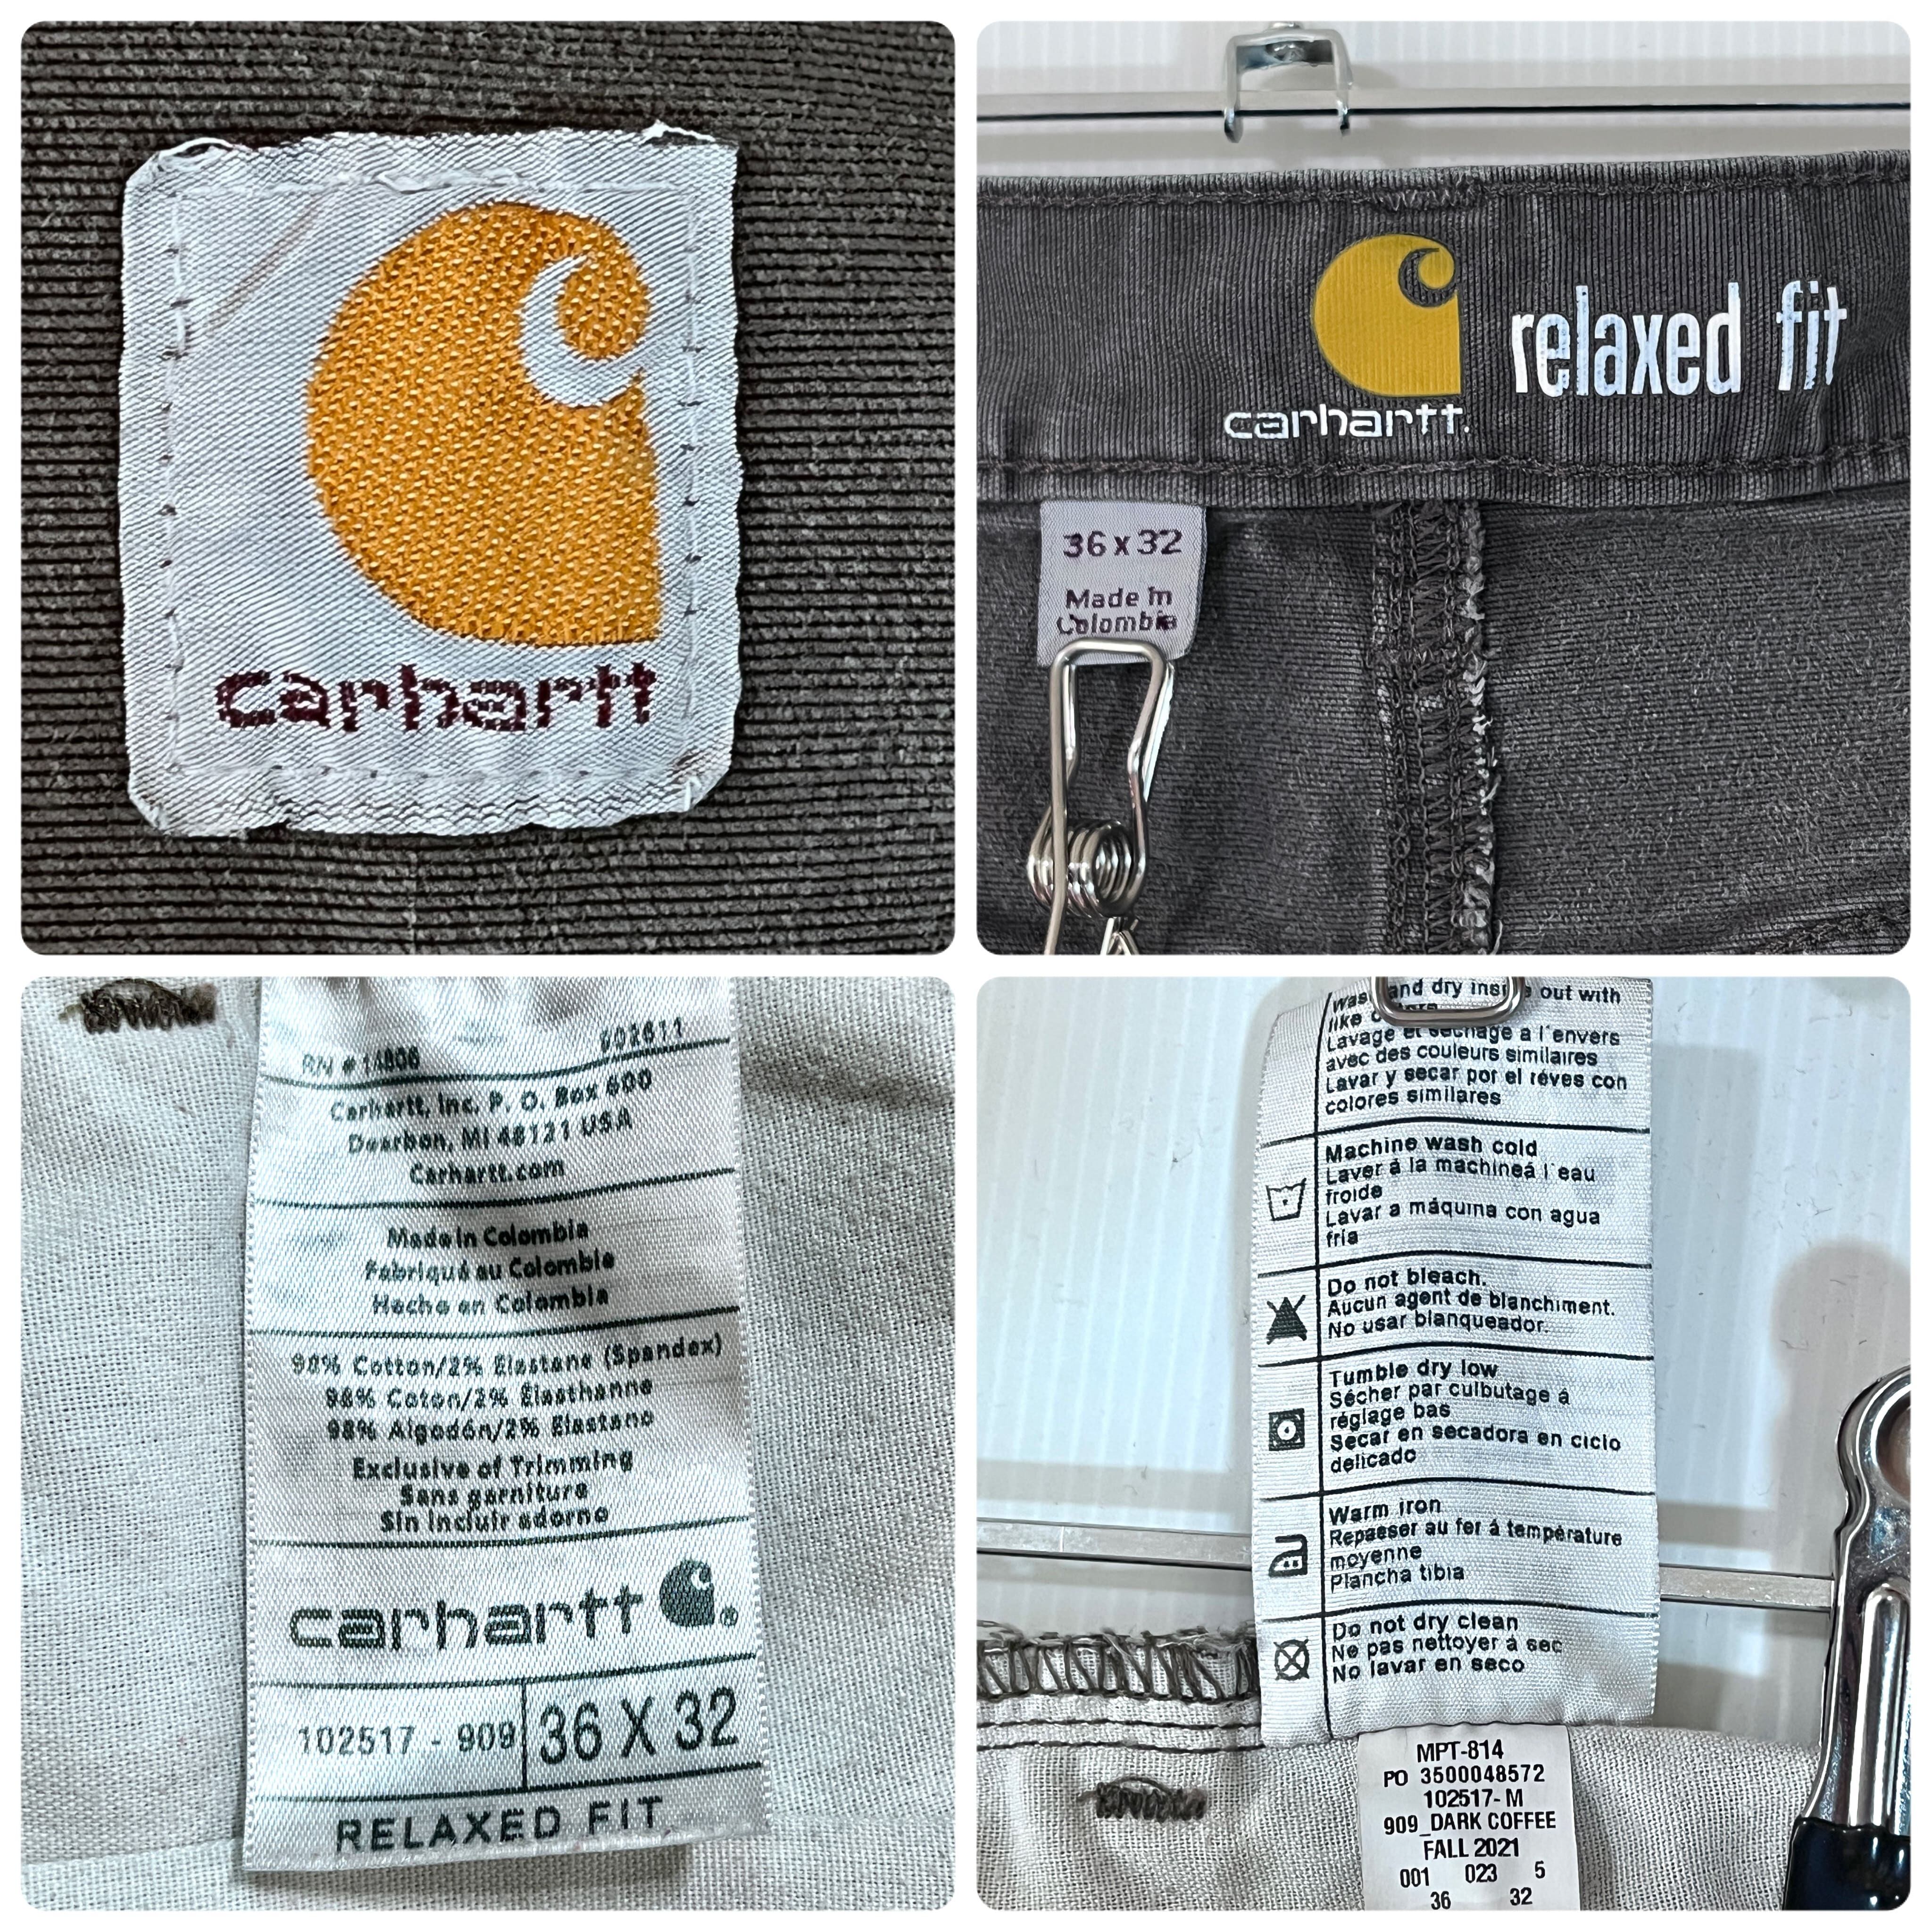 carhartt
carhartt.
relaxed fit
36 x 32
Made in
Colombia
RN # 14806
Carhartt, Inc. P. O. Box 600
Dearborn, MI 48121 USA
Carhartt.com
Made in Colombia
Fabriqué au Colombie
Hecho en Colombia
98% Cotton/2% Elastane (Spandex)
98% Coton/2% Élasthanne
98% Algodón/2% Elastano
Exclusive of Trimming
Sans garniture
Sin incluir adorno
carhartt ®
102517 - 909
36 X 32
RELAXED FIT
and dry out with
like
Lavage et séchage a l'envers
avec des couleurs similaires
Lavar y secar por el réves con
colores similares
Machine wash cold
Laver á la machineá l'eau
froide
Lavar a máquina con agua
fría
Do not bleach.
Aucun agent de blanchiment.
No usar blanqueador.
Tumble dry low
Sécher par culbutage á
réglage bas
Secar en secadora en ciclo
delicado
Warm iron
Repasser au fer á température
moyenne
Plancha tibia
Do not dry clean
Ne pas nettoyer á sec
No lavar en seco
MPT-814
PO 3500048572
102517- M
909_DARK COFFEE
FALL 2021
001 023 5
36 32